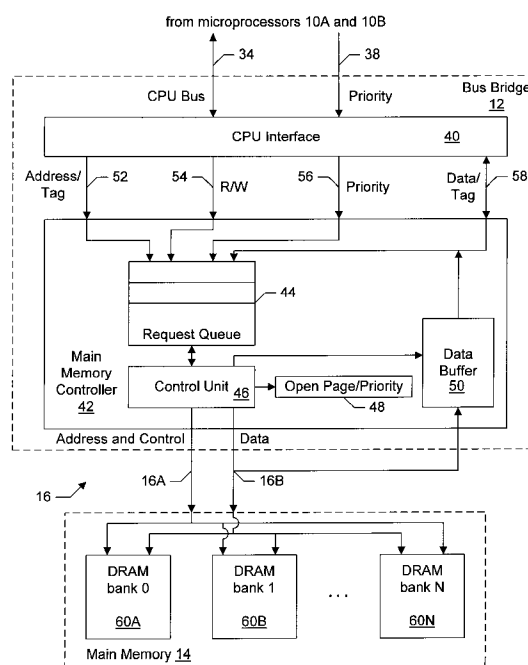 from microprocessors 10A and 10B
34
38
CPU Bus
Priority
Bus Bridge
12
CPU Interface
40
Address/
Tag
52
54
R/W
56
Priority
Data/
Tag
58
44
Request Queue
Main
Memory
Controller
42
Control Unit
46
Open Page/Priority
48
Data
Buffer
50
Address and Control
Data
16
16A
16B
DRAM
bank 0
60A
DRAM
bank 1
60B
. . .
DRAM
bank N
60N
Main Memory 14